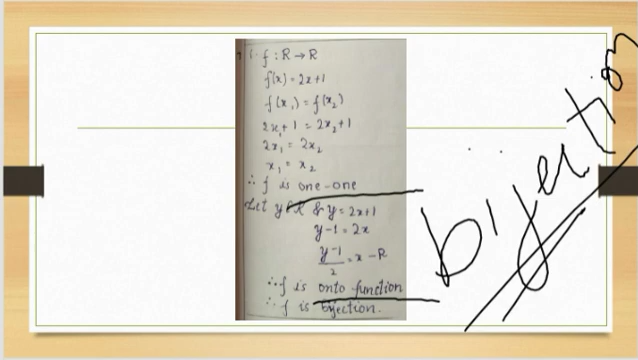 i. f : R → R
f(x) = 2x+1
f(x₁) = f(x₂)
2x₁ + 1 = 2x₂ + 1
2x₁ = 2x₂
x₁ = x₂
∴ f is one-one
Let y ∈ R & y = 2x+1
y-1 = 2x
y-1/2 = x - R
∴ f is onto function
∴ f is bijection.
bijection